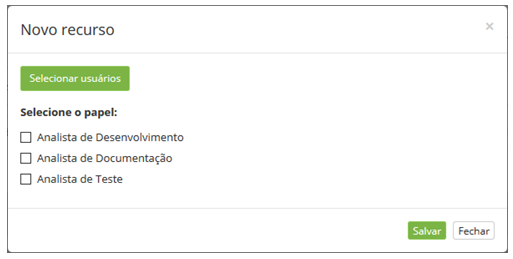 Novo recurso ×
Selecionar usuários
Selecione o papel:
Analista de Desenvolvimento
Analista de Documentação
Analista de Teste
Salvar Fechar